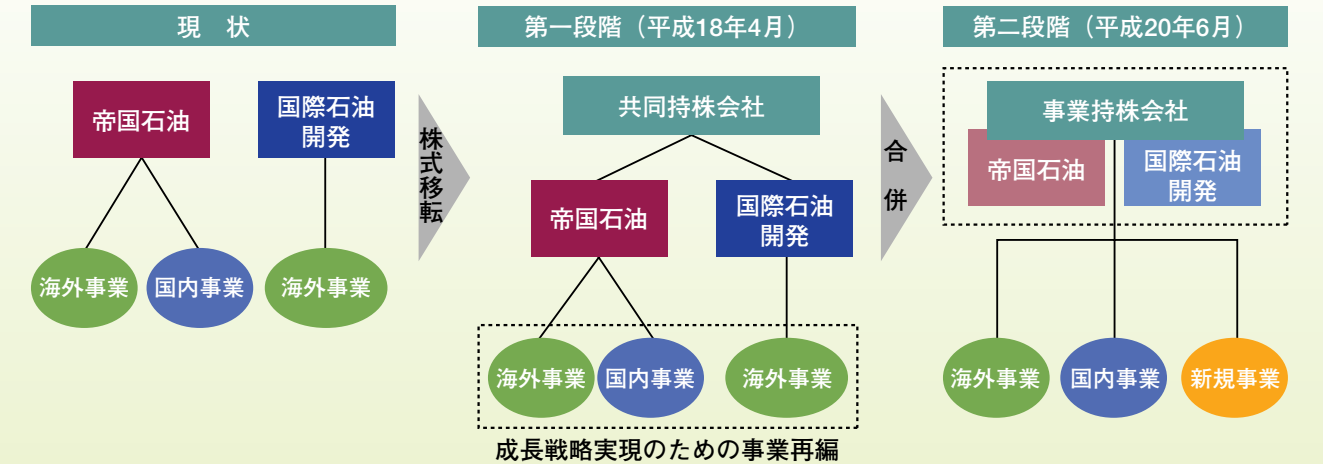 現　状
帝国石油
国際石油
開発
海外事業
国内事業
海外事業
株式移転
第一段階（平成18年4月）
共同持株会社
帝国石油
国際石油
開発
海外事業
国内事業
海外事業
成長戦略実現のための事業再編
合　併
第二段階（平成20年6月）
事業持株会社
帝国石油
国際石油
開発
海外事業
国内事業
新規事業